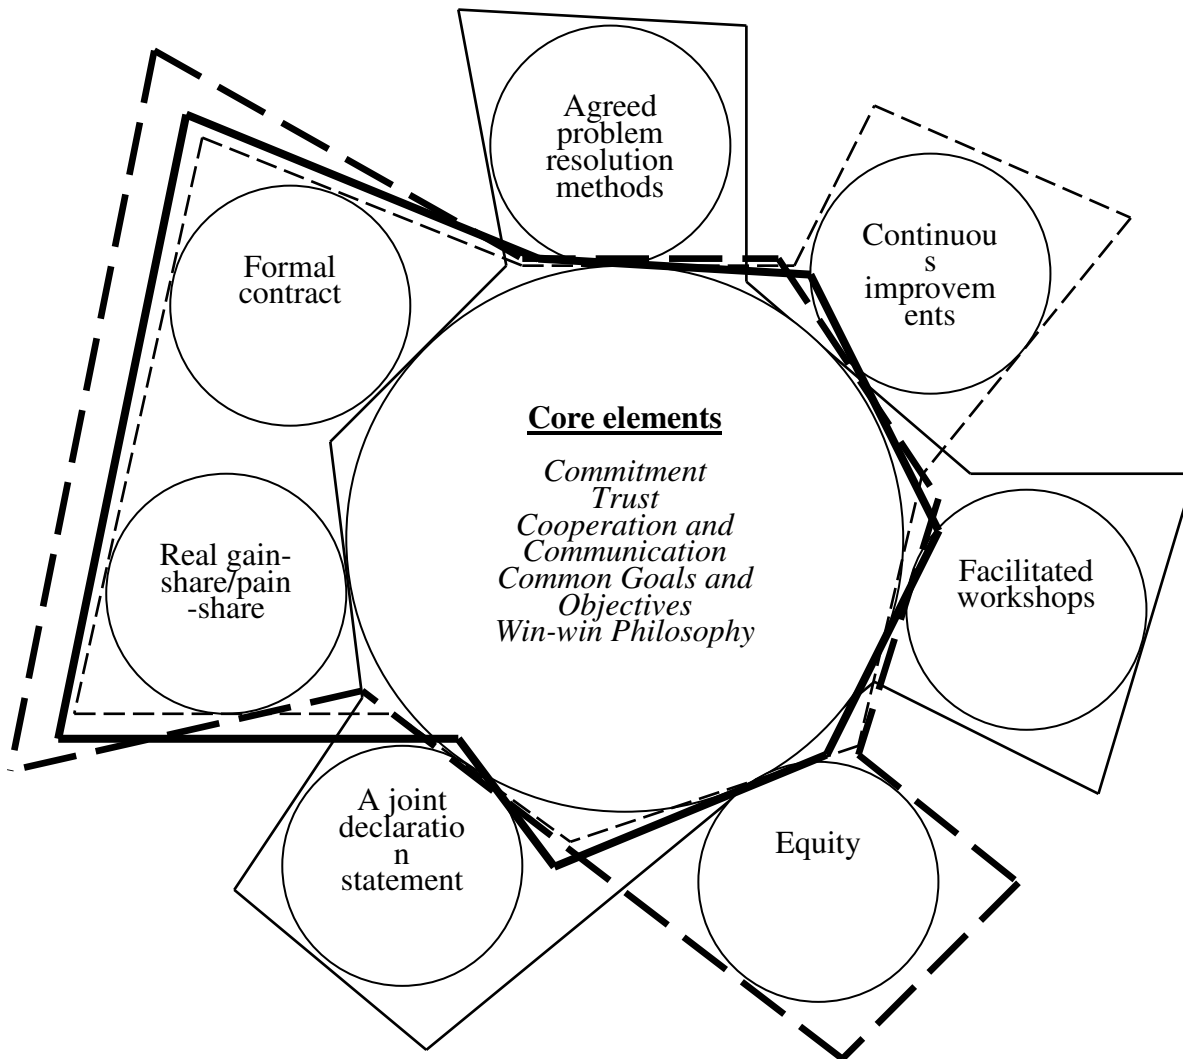 Agreed
problem
resolution
methods
Continuou
s
improvem
ents
Formal
contract
Core elements
Commitment
Trust
Cooperation and
Communication
Common Goals and
Objectives
Win-win Philosophy
Real gain-
share/pain
-share
Facilitated
workshops
A joint
declaratio
n
statement
Equity